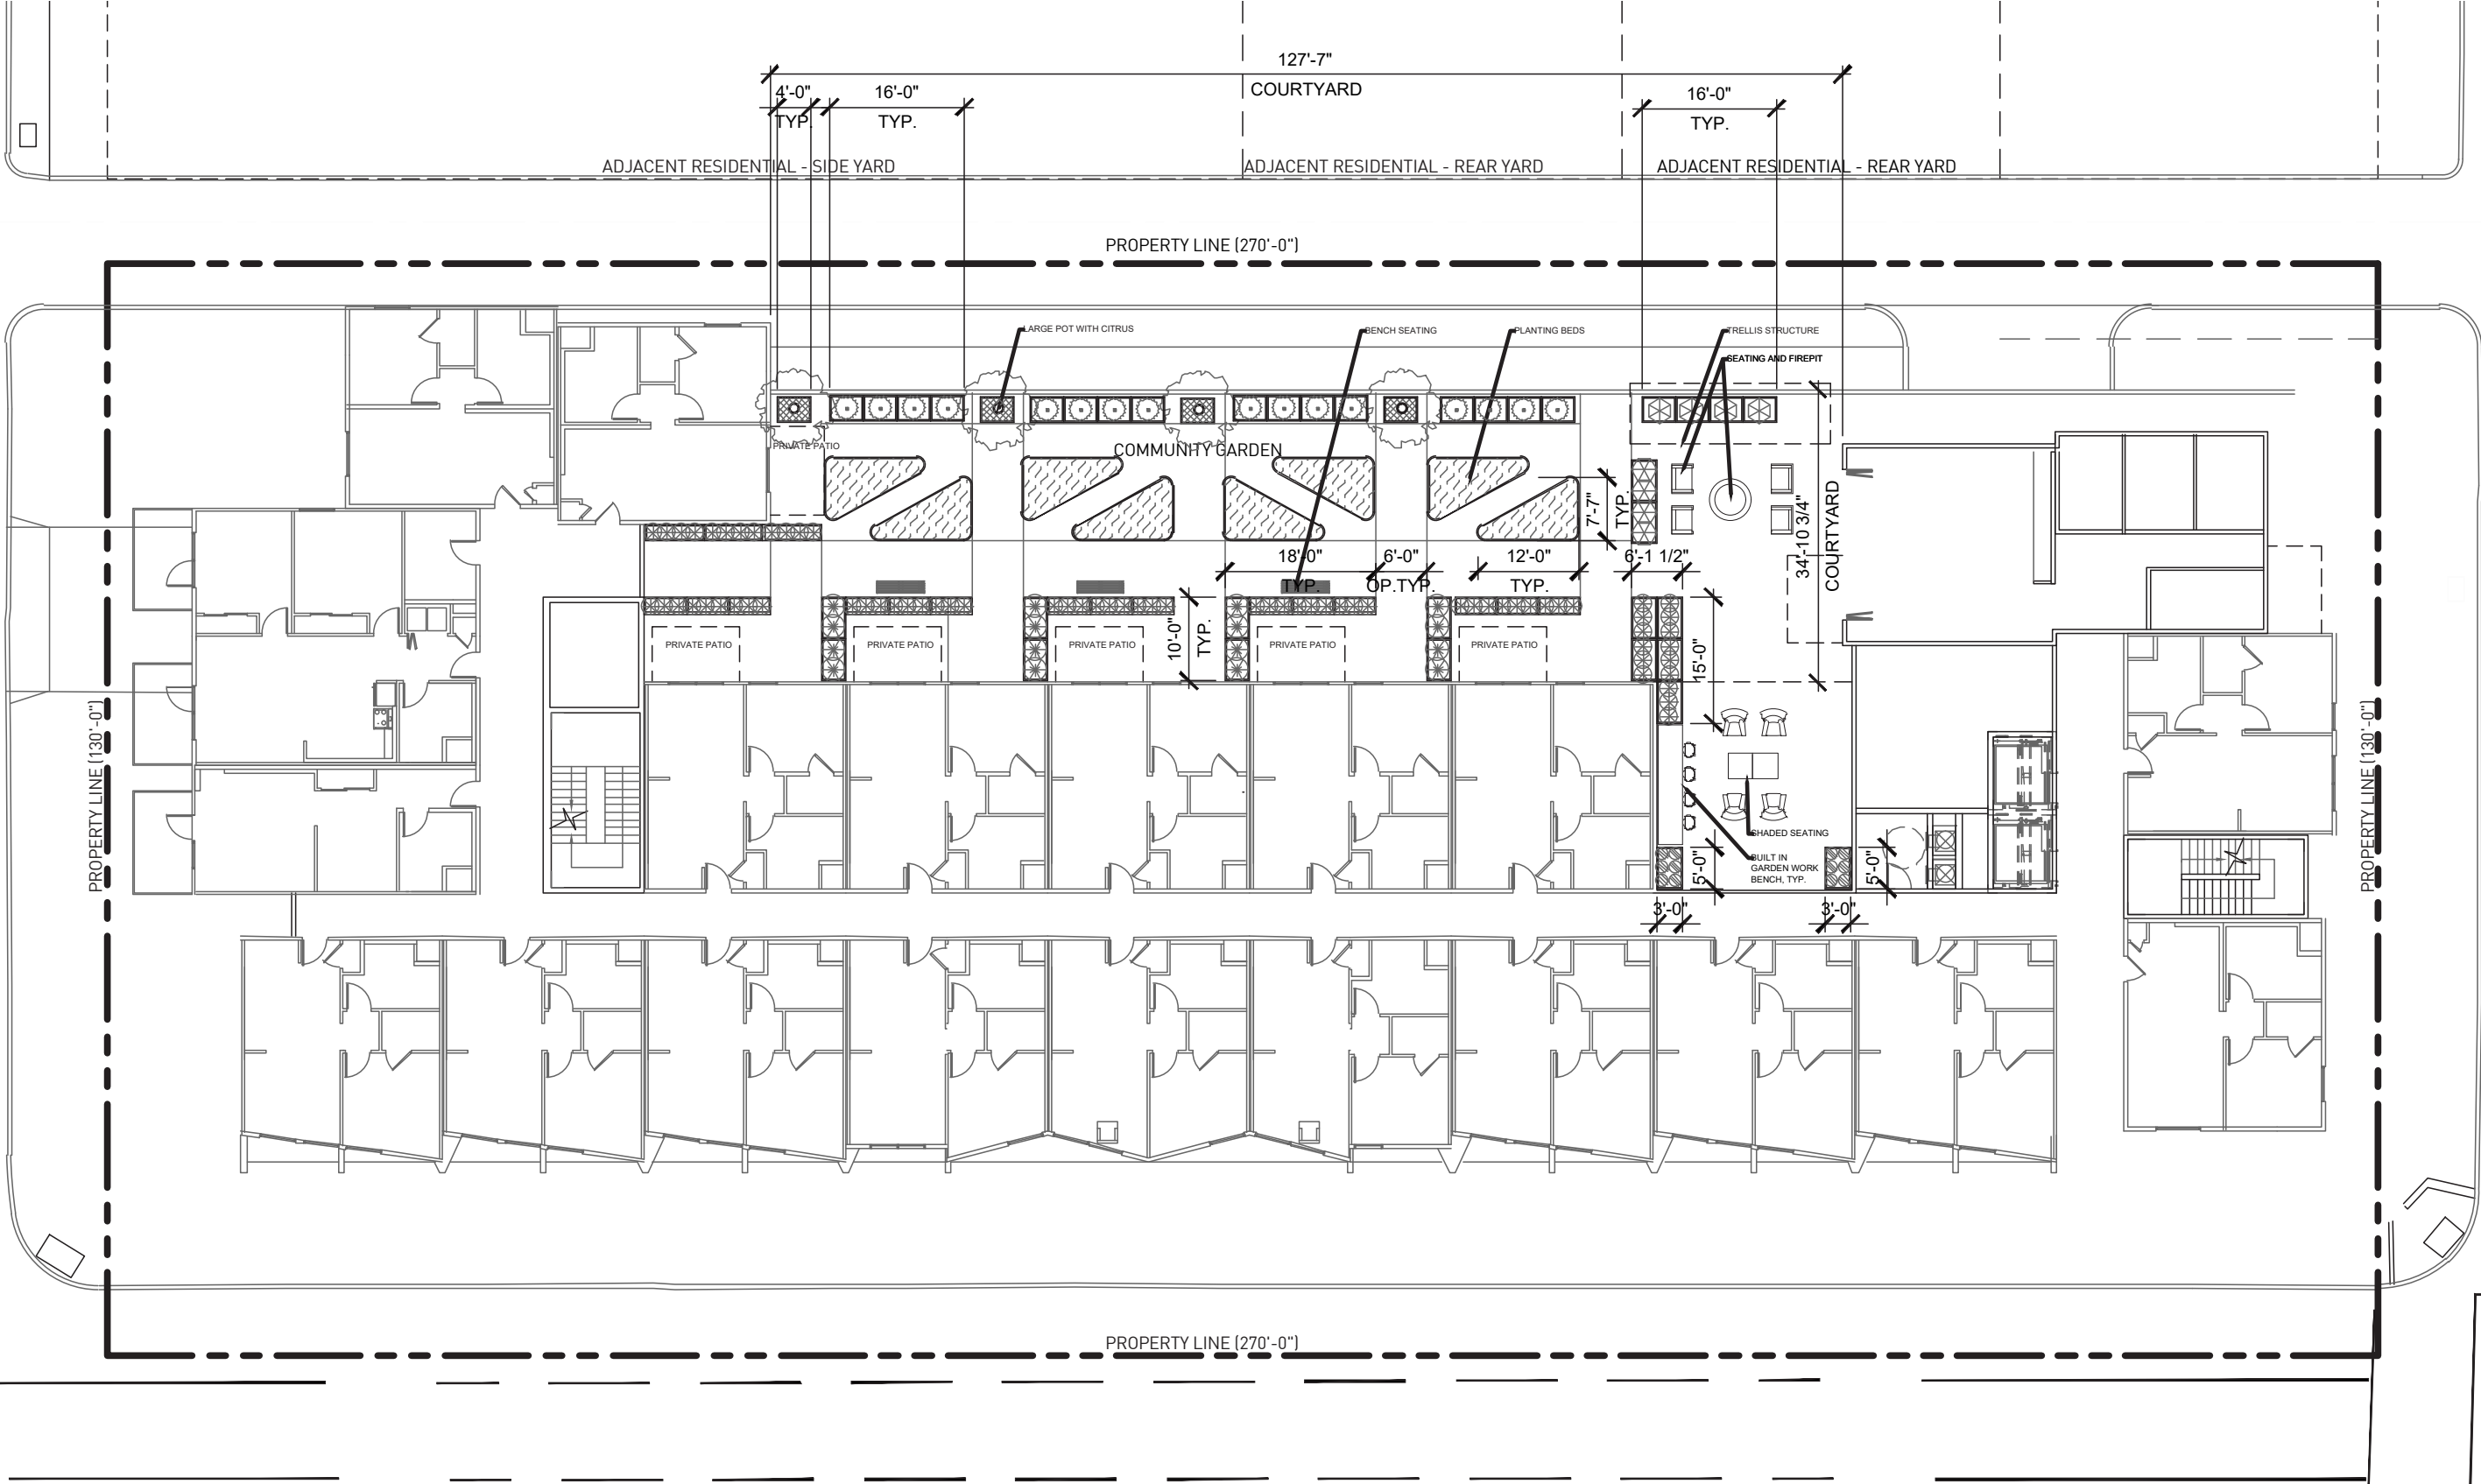 127'-7"
COURTYARD
4'-0"
TYP.
16'-0"
TYP.
16'-0"
TYP.
ADJACENT RESIDENTIAL - SIDE YARD
ADJACENT RESIDENTIAL - REAR YARD
ADJACENT RESIDENTIAL - REAR YARD
PROPERTY LINE (270'-0")
LARGE POT WITH CITRUS
BENCH SEATING
PLANTING BEDS
TRELLIS STRUCTURE
SEATING AND FIREPIT
PRIVATE PATIO
COMMUNITY GARDEN
7'-7"
TYP.
34'-10 3/4"
COURTYARD
18'-0"
TYP.
6'-0"
OP.TYP.
12'-0"
TYP.
6'-1 1/2"
10'-0"
TYP.
15'-0"
PRIVATE PATIO
PRIVATE PATIO
PRIVATE PATIO
PRIVATE PATIO
PRIVATE PATIO
PROPERTY LINE (130'-0")
PROPERTY LINE (130'-0")
SHADED SEATING
BUILT IN
GARDEN WORK
BENCH, TYP.
5'-0"
5'-0"
3'-0"
3'-0"
PROPERTY LINE (270'-0")